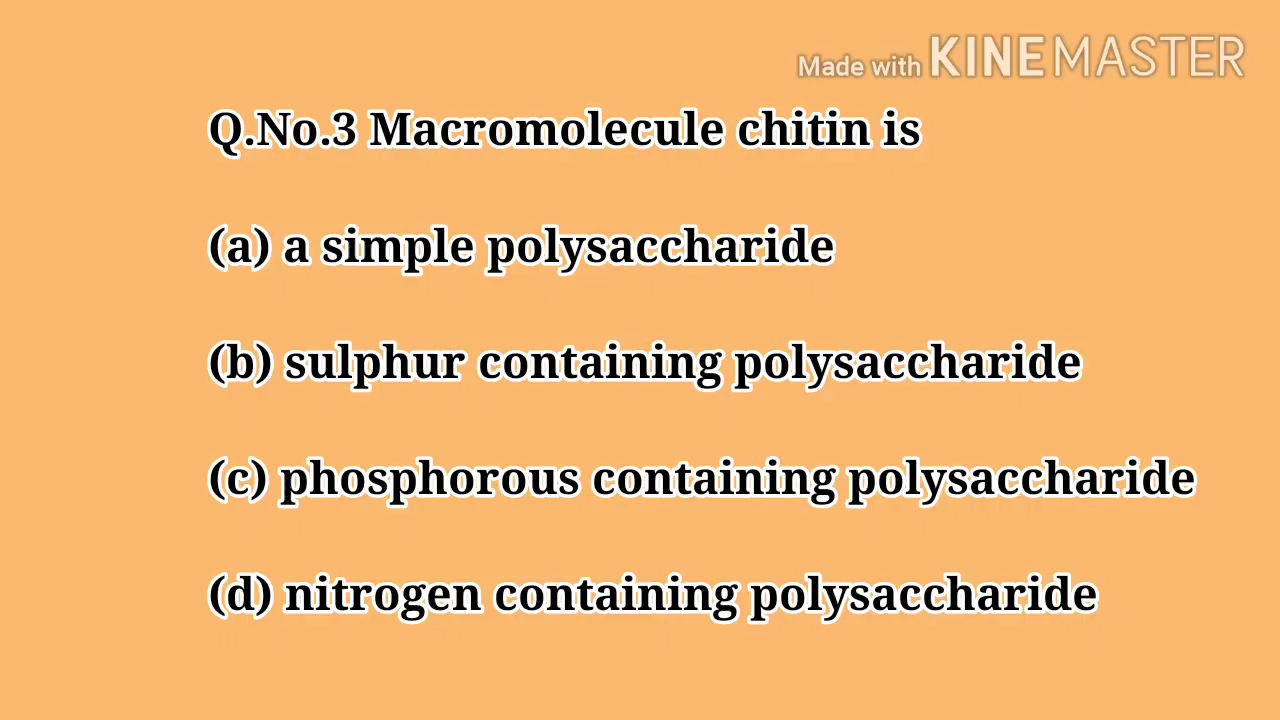 Made with KINEMASTER
Q.No.3 Macromolecule chitin is
(a) a simple polysaccharide
(b) sulphur containing polysaccharide
(c) phosphorous containing polysaccharide
(d) nitrogen containing polysaccharide